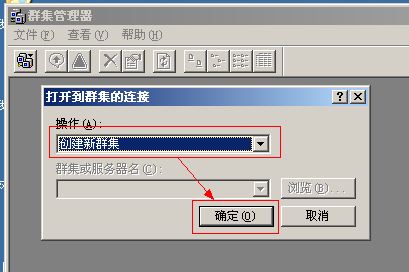 群集管理器
文件(F) 查看(V) 帮助(H)
打开到群集的连接
操作(A):
创建新群集
群集或服务器名(C):
浏览(B)...
确定(O) 取消